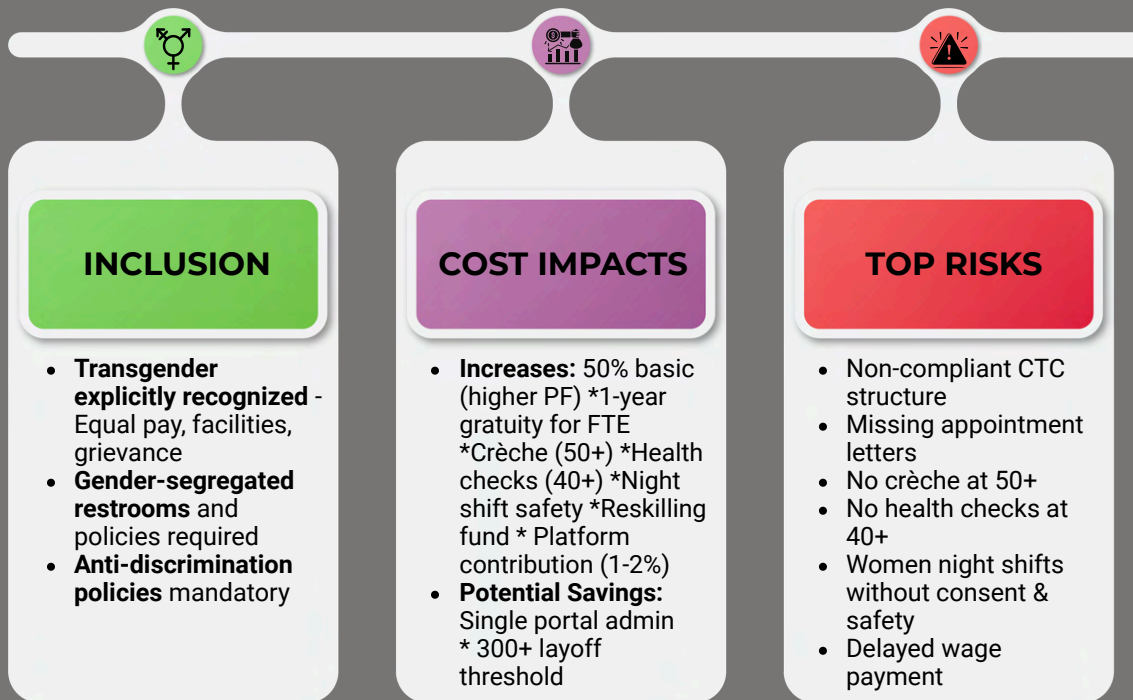 INCLUSION
• Transgender
explicitly recognized -
Equal pay, facilities,
grievance
• Gender-segregated
restrooms and
policies required
• Anti-discrimination
policies mandatory
COST IMPACTS
• Increases: 50% basic
(higher PF) *1-year
gratuity for FTE
*Crèche (50+) *Health
checks (40+) *Night
shift safety *Reskilling
fund * Platform
contribution (1-2%)
• Potential Savings:
Single portal admin
* 300+ layoff
threshold
TOP RISKS
• Non-compliant CTC
structure
• Missing appointment
letters
• No crèche at 50+
• No health checks at
40+
• Women night shifts
without consent &
safety
• Delayed wage
payment